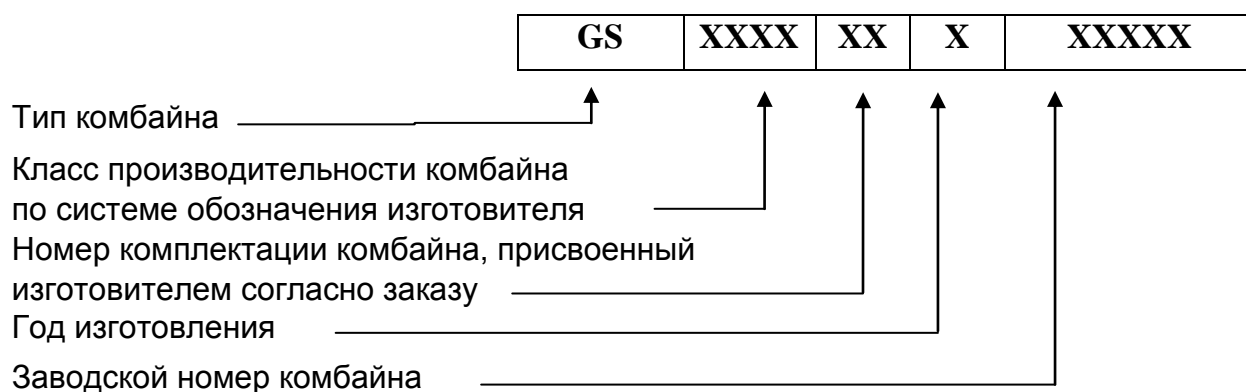 GS XXXX XX X XXXXX
Тип комбайна
Класс производительности комбайна
по системе обозначения изготовителя
Номер комплектации комбайна, присвоенный
изготовителем согласно заказу
Год изготовления
Заводской номер комбайна